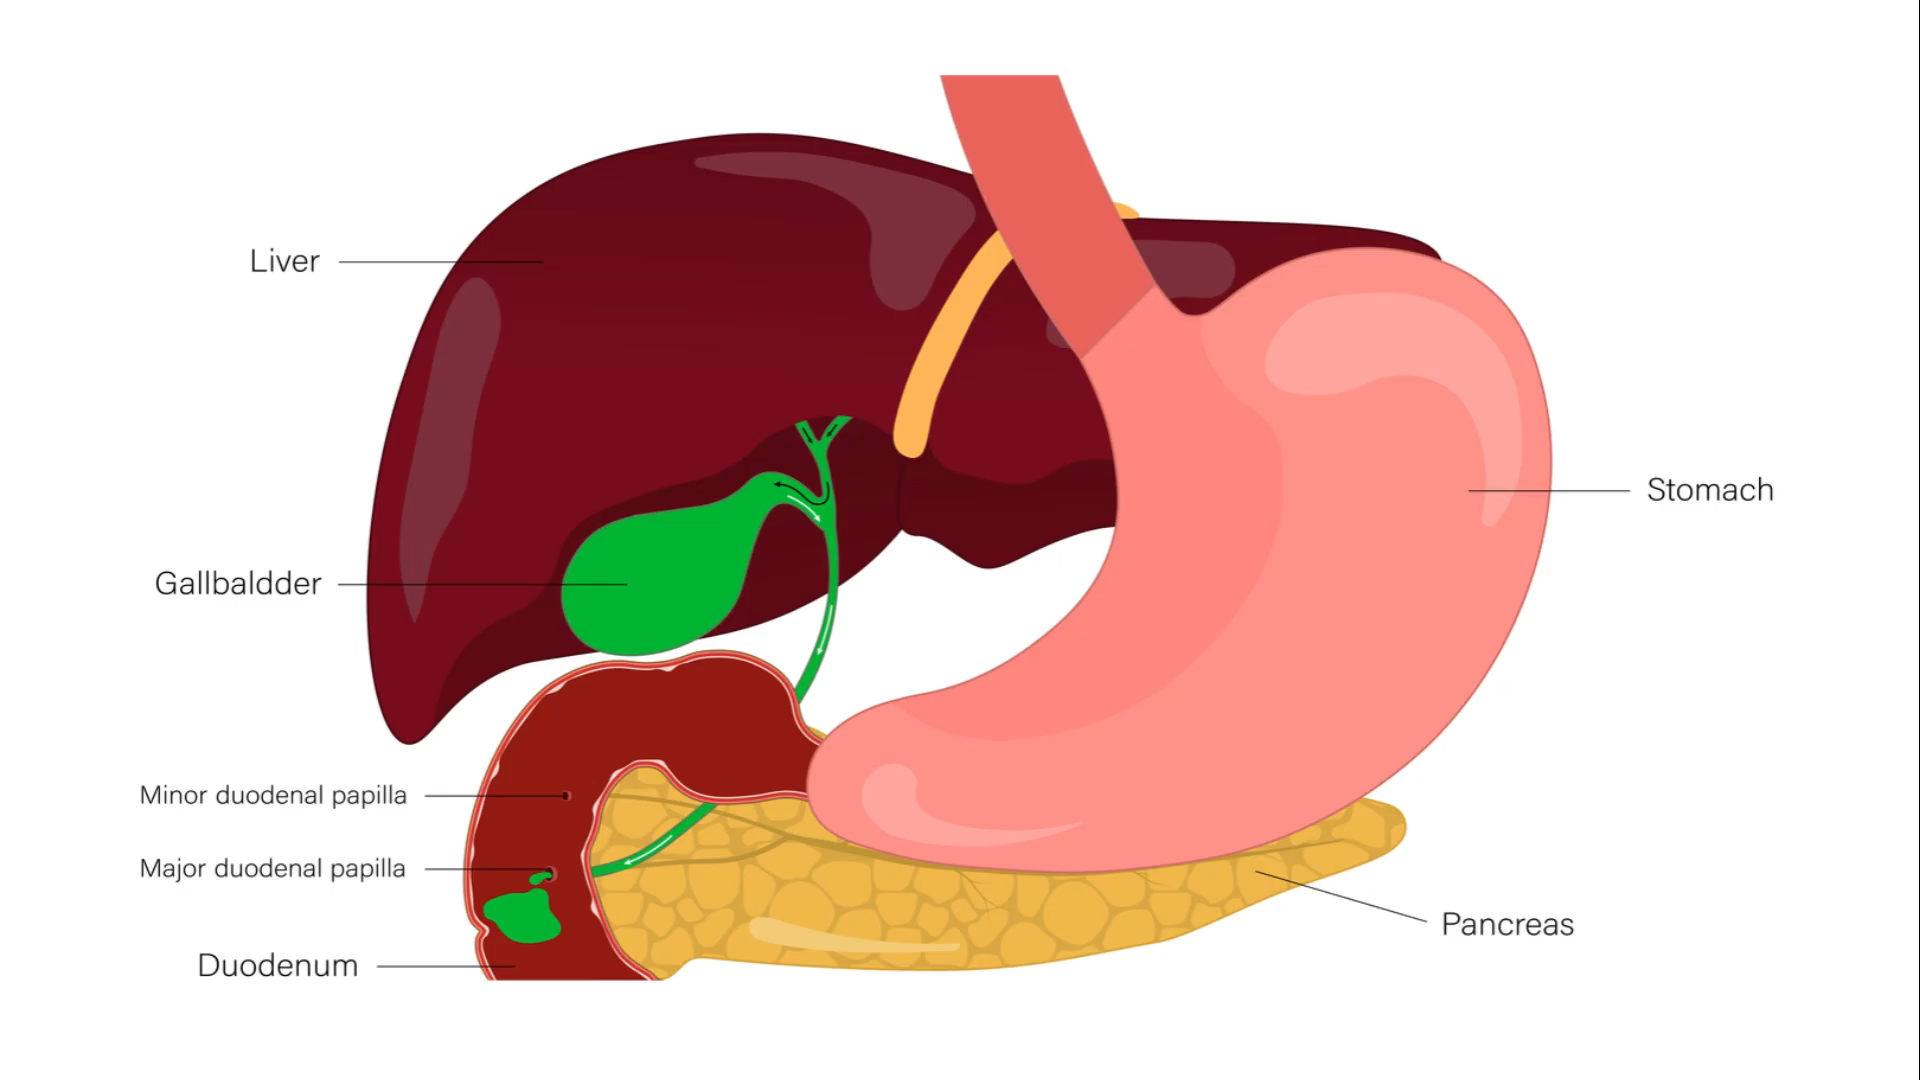 Liver
Stomach
Gallbaldder
Minor duodenal papilla
Major duodenal papilla
Pancreas
Duodenum